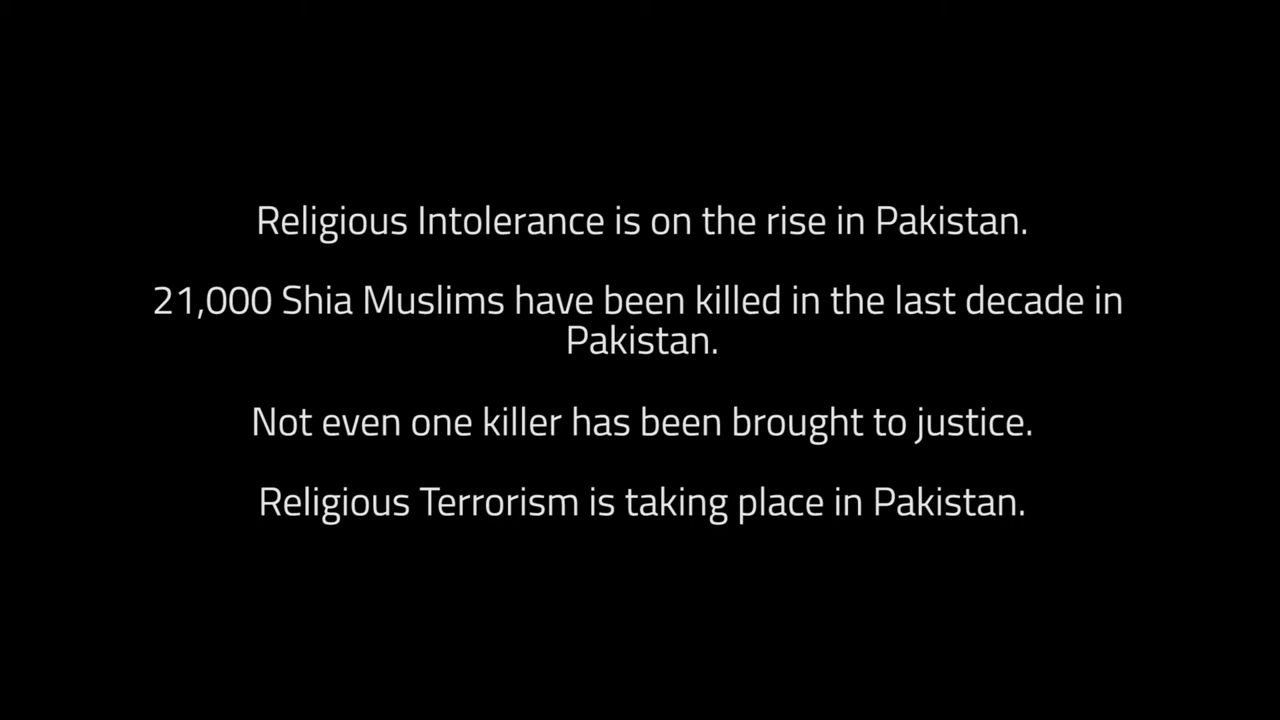 Religious Intolerance is on the rise in Pakistan.
21,000 Shia Muslims have been killed in the last decade in
Pakistan.
Not even one killer has been brought to justice.
Religious Terrorism is taking place in Pakistan.